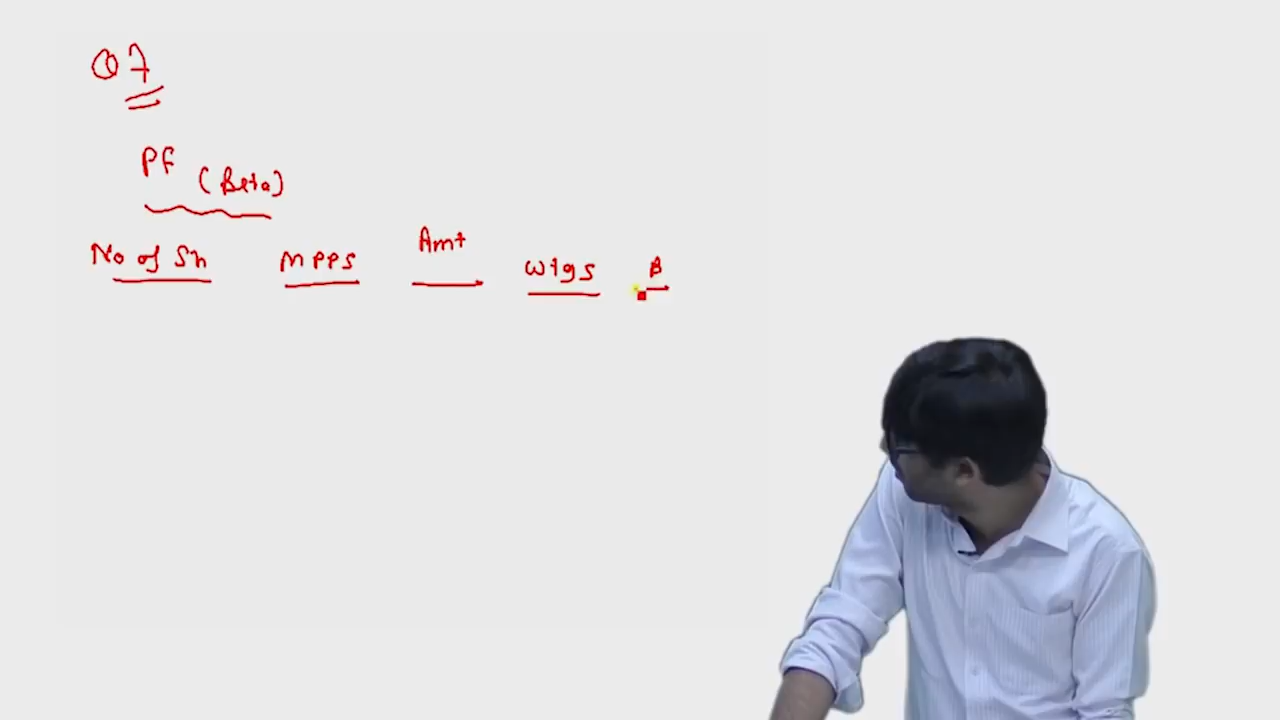 Q7
PF (Beta)
No of Sh MPPS Amt Wtgs β